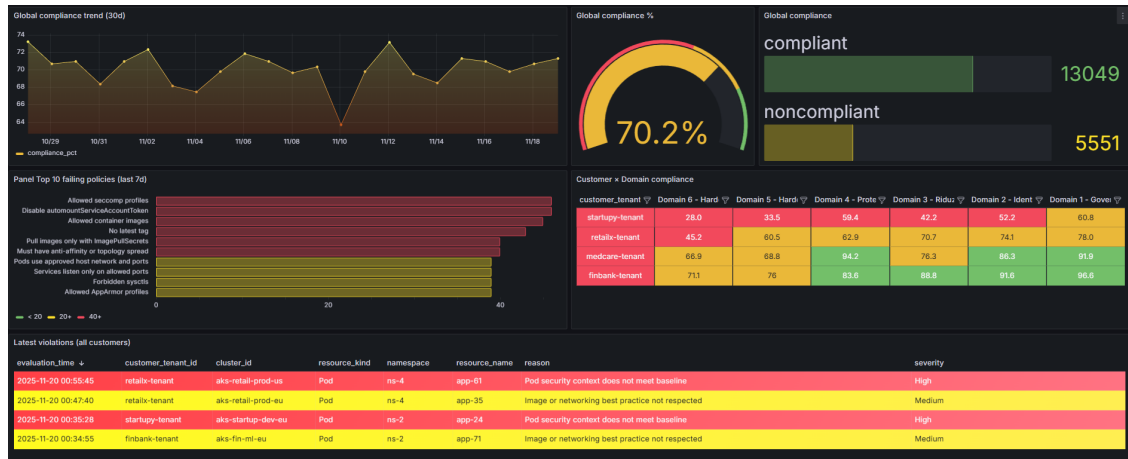 Global compliance trend (30d)
74
72
70
68
66
64
10/29 10/31 11/02 11/04 11/06 11/08 11/10 11/12 11/14 11/16 11/18
compliance_pct
Global compliance %
70.2%
Global compliance
compliant
13049
noncompliant
5551
Panel Top 10 failing policies (last 7d)
Allowed seccomp profiles
Disable automountServiceAccountToken
Allowed container images
No latest tag
Pull images only with ImagePullSecrets
Must have anti-affinity or topology spread
Pods use approved host network and ports
Services listen only on allowed ports
Forbidden sysctls
Allowed AppArmor profiles
0 20 40
< 20 20+ 40+
Customer × Domain compliance
customer_tenant Domain 6 - Hard Domain 5 - Hard Domain 4 - Prote Domain 3 - Riduz Domain 2 - Ident Domain 1 - Gover
startupy-tenant 28.0 33.5 59.4 42.2 52.2 60.8
retailx-tenant 45.2 60.5 62.9 70.7 74.1 78.0
medcare-tenant 66.9 68.8 94.2 76.3 86.3 91.9
finbank-tenant 71.1 76 83.6 88.8 91.6 96.6
Latest violations (all customers)
evaluation_time ↓ customer_tenant_id cluster_id resource_kind namespace resource_name reason severity
2025-11-20 00:55:45 retailx-tenant aks-retail-prod-us Pod ns-4 app-61 Pod security context does not meet baseline High
2025-11-20 00:47:40 retailx-tenant aks-retail-prod-eu Pod ns-4 app-35 Image or networking best practice not respected Medium
2025-11-20 00:35:28 startupy-tenant aks-startup-dev-eu Pod ns-2 app-24 Pod security context does not meet baseline High
2025-11-20 00:34:55 finbank-tenant aks-fin-ml-eu Pod ns-2 app-71 Image or networking best practice not respected Medium